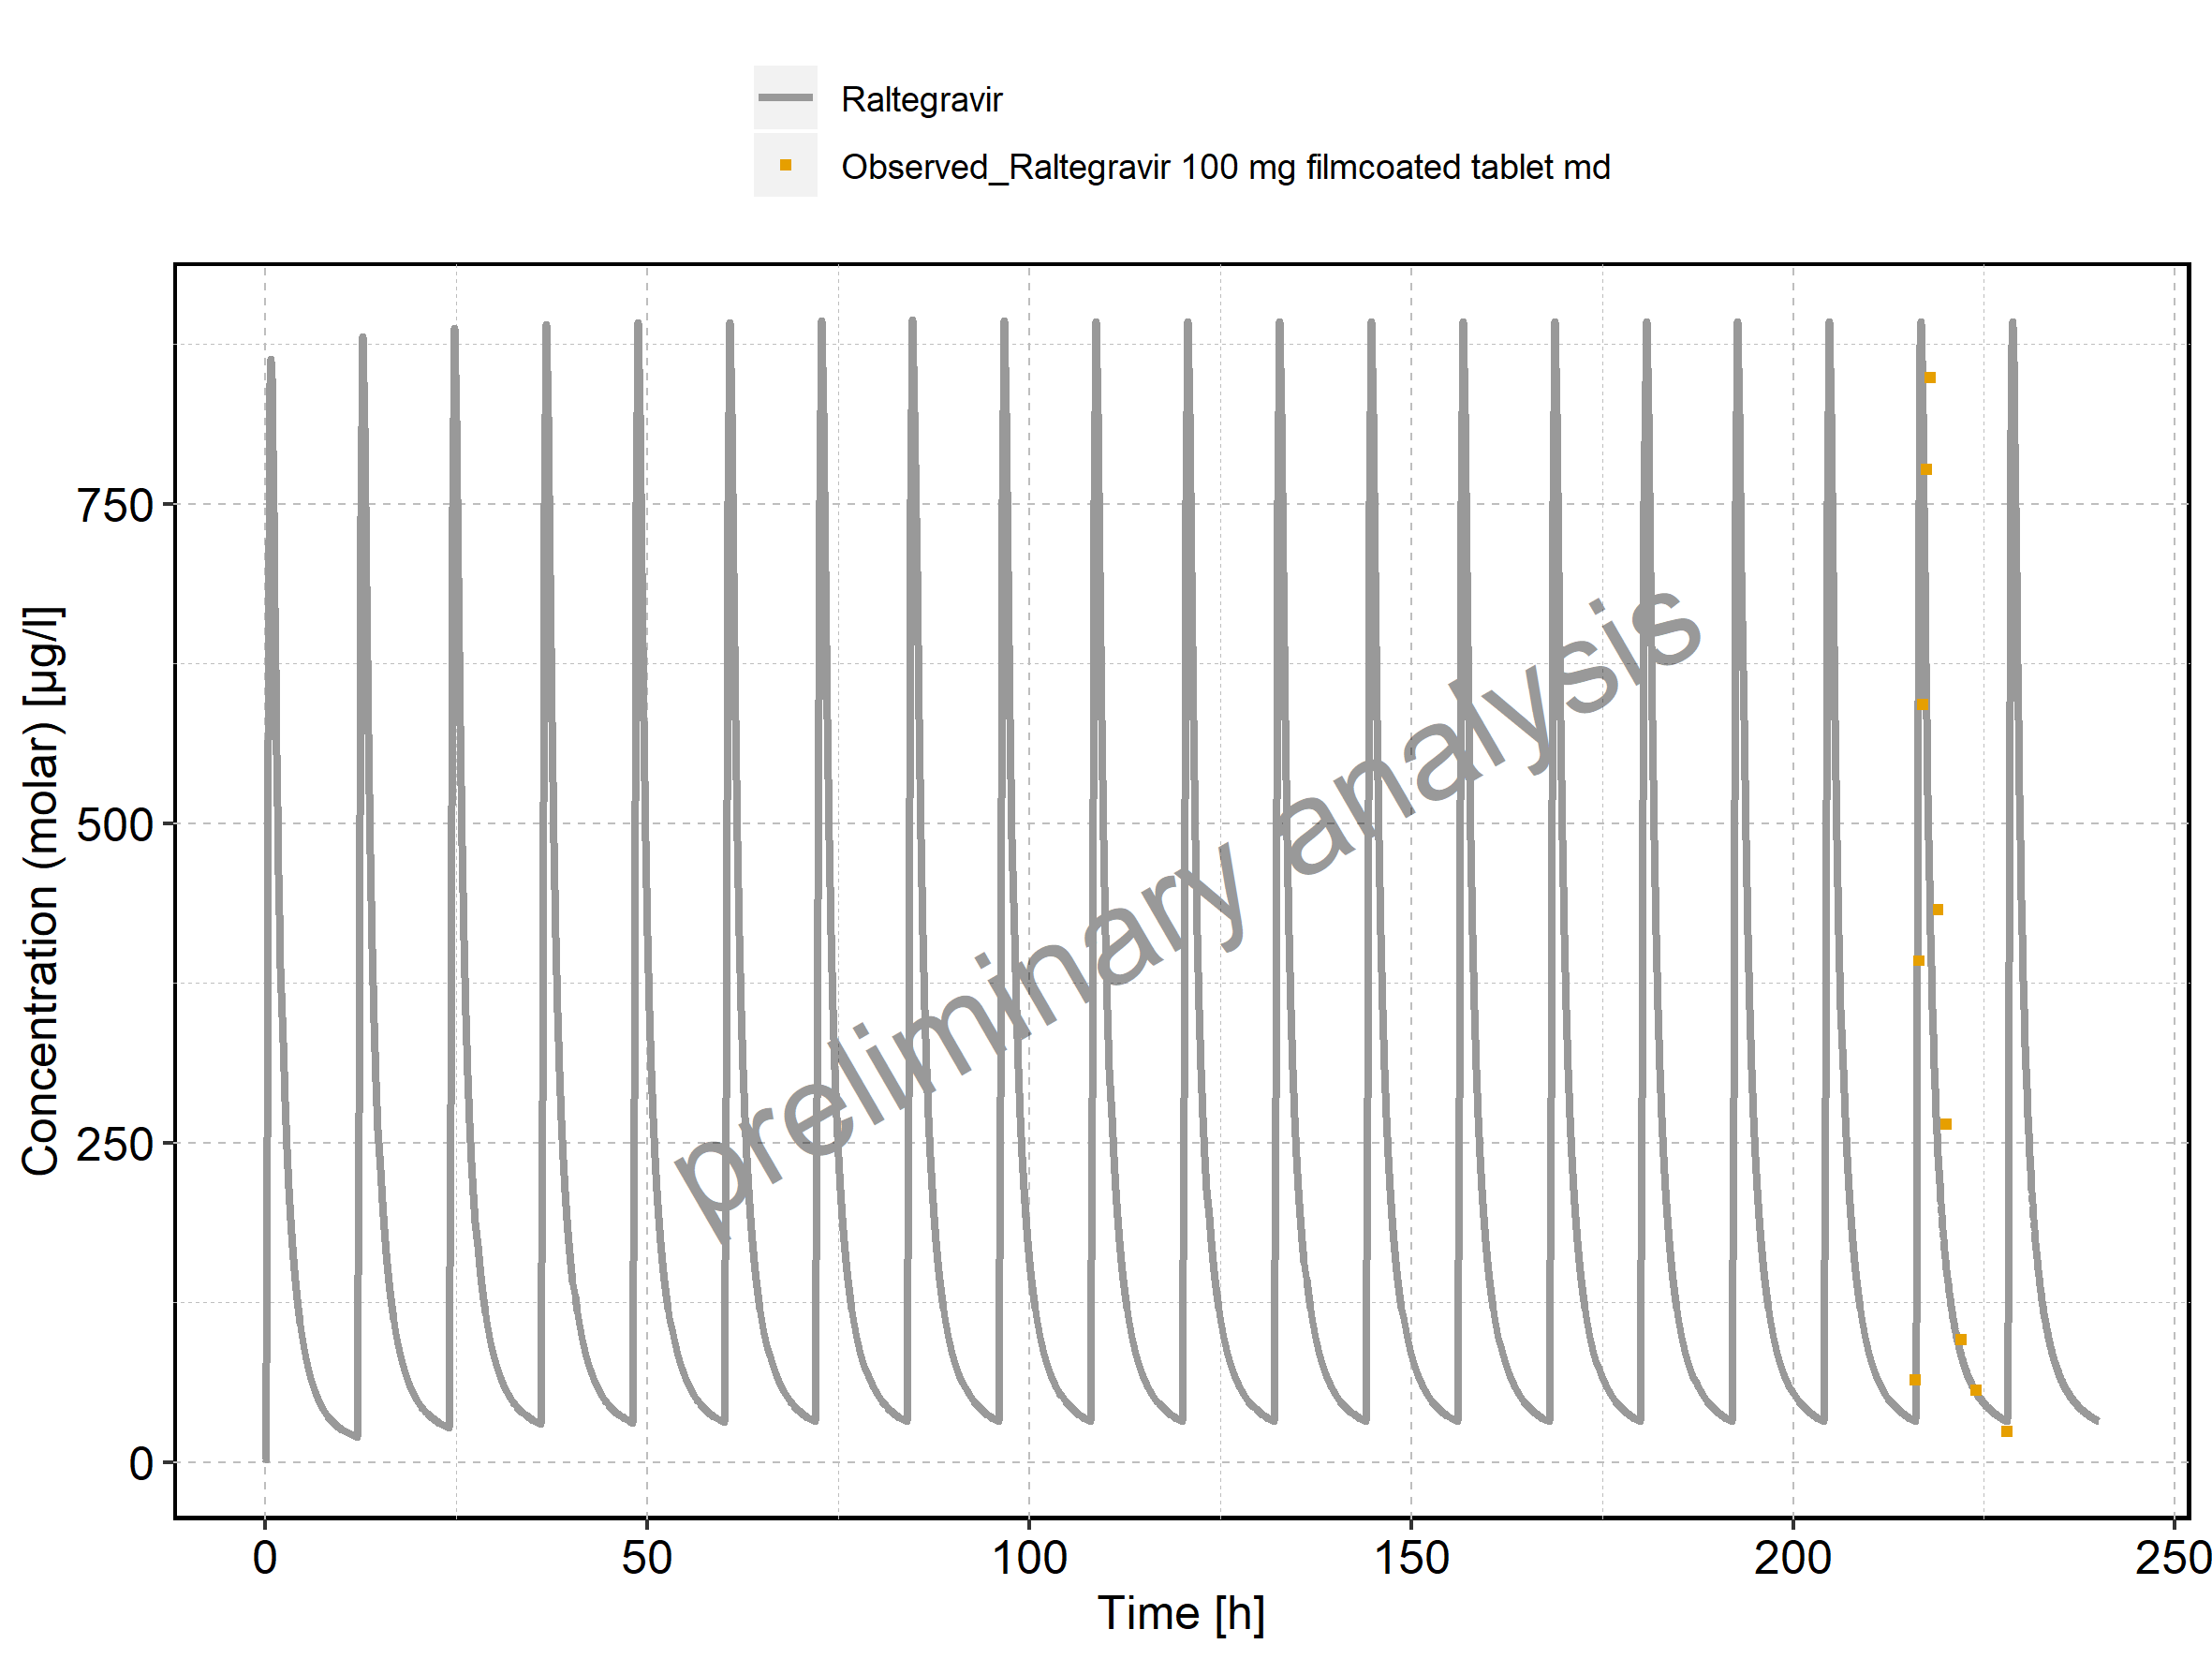 Raltegravir
Observed_Raltegravir 100 mg filmcoated tablet md
Concentration (molar) [µg/l]
750
500
250
0
preliminary analysis
0 50 100 150 200 250
Time [h]